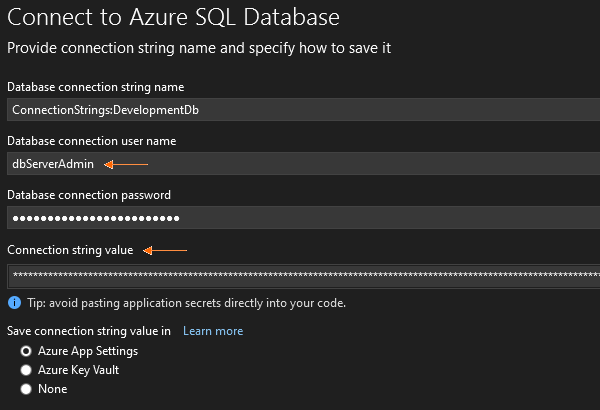 Connect to Azure SQL Database
Provide connection string name and specify how to save it
Database connection string name
ConnectionStrings:DevelopmentDb
Database connection user name
dbServerAdmin
Database connection password
●●●●●●●●●●●●●●●●●●●●●●●●
Connection string value
************************************************************************************************************************
Tip: avoid pasting application secrets directly into your code.
Save connection string value in Learn more
Azure App Settings
Azure Key Vault
None